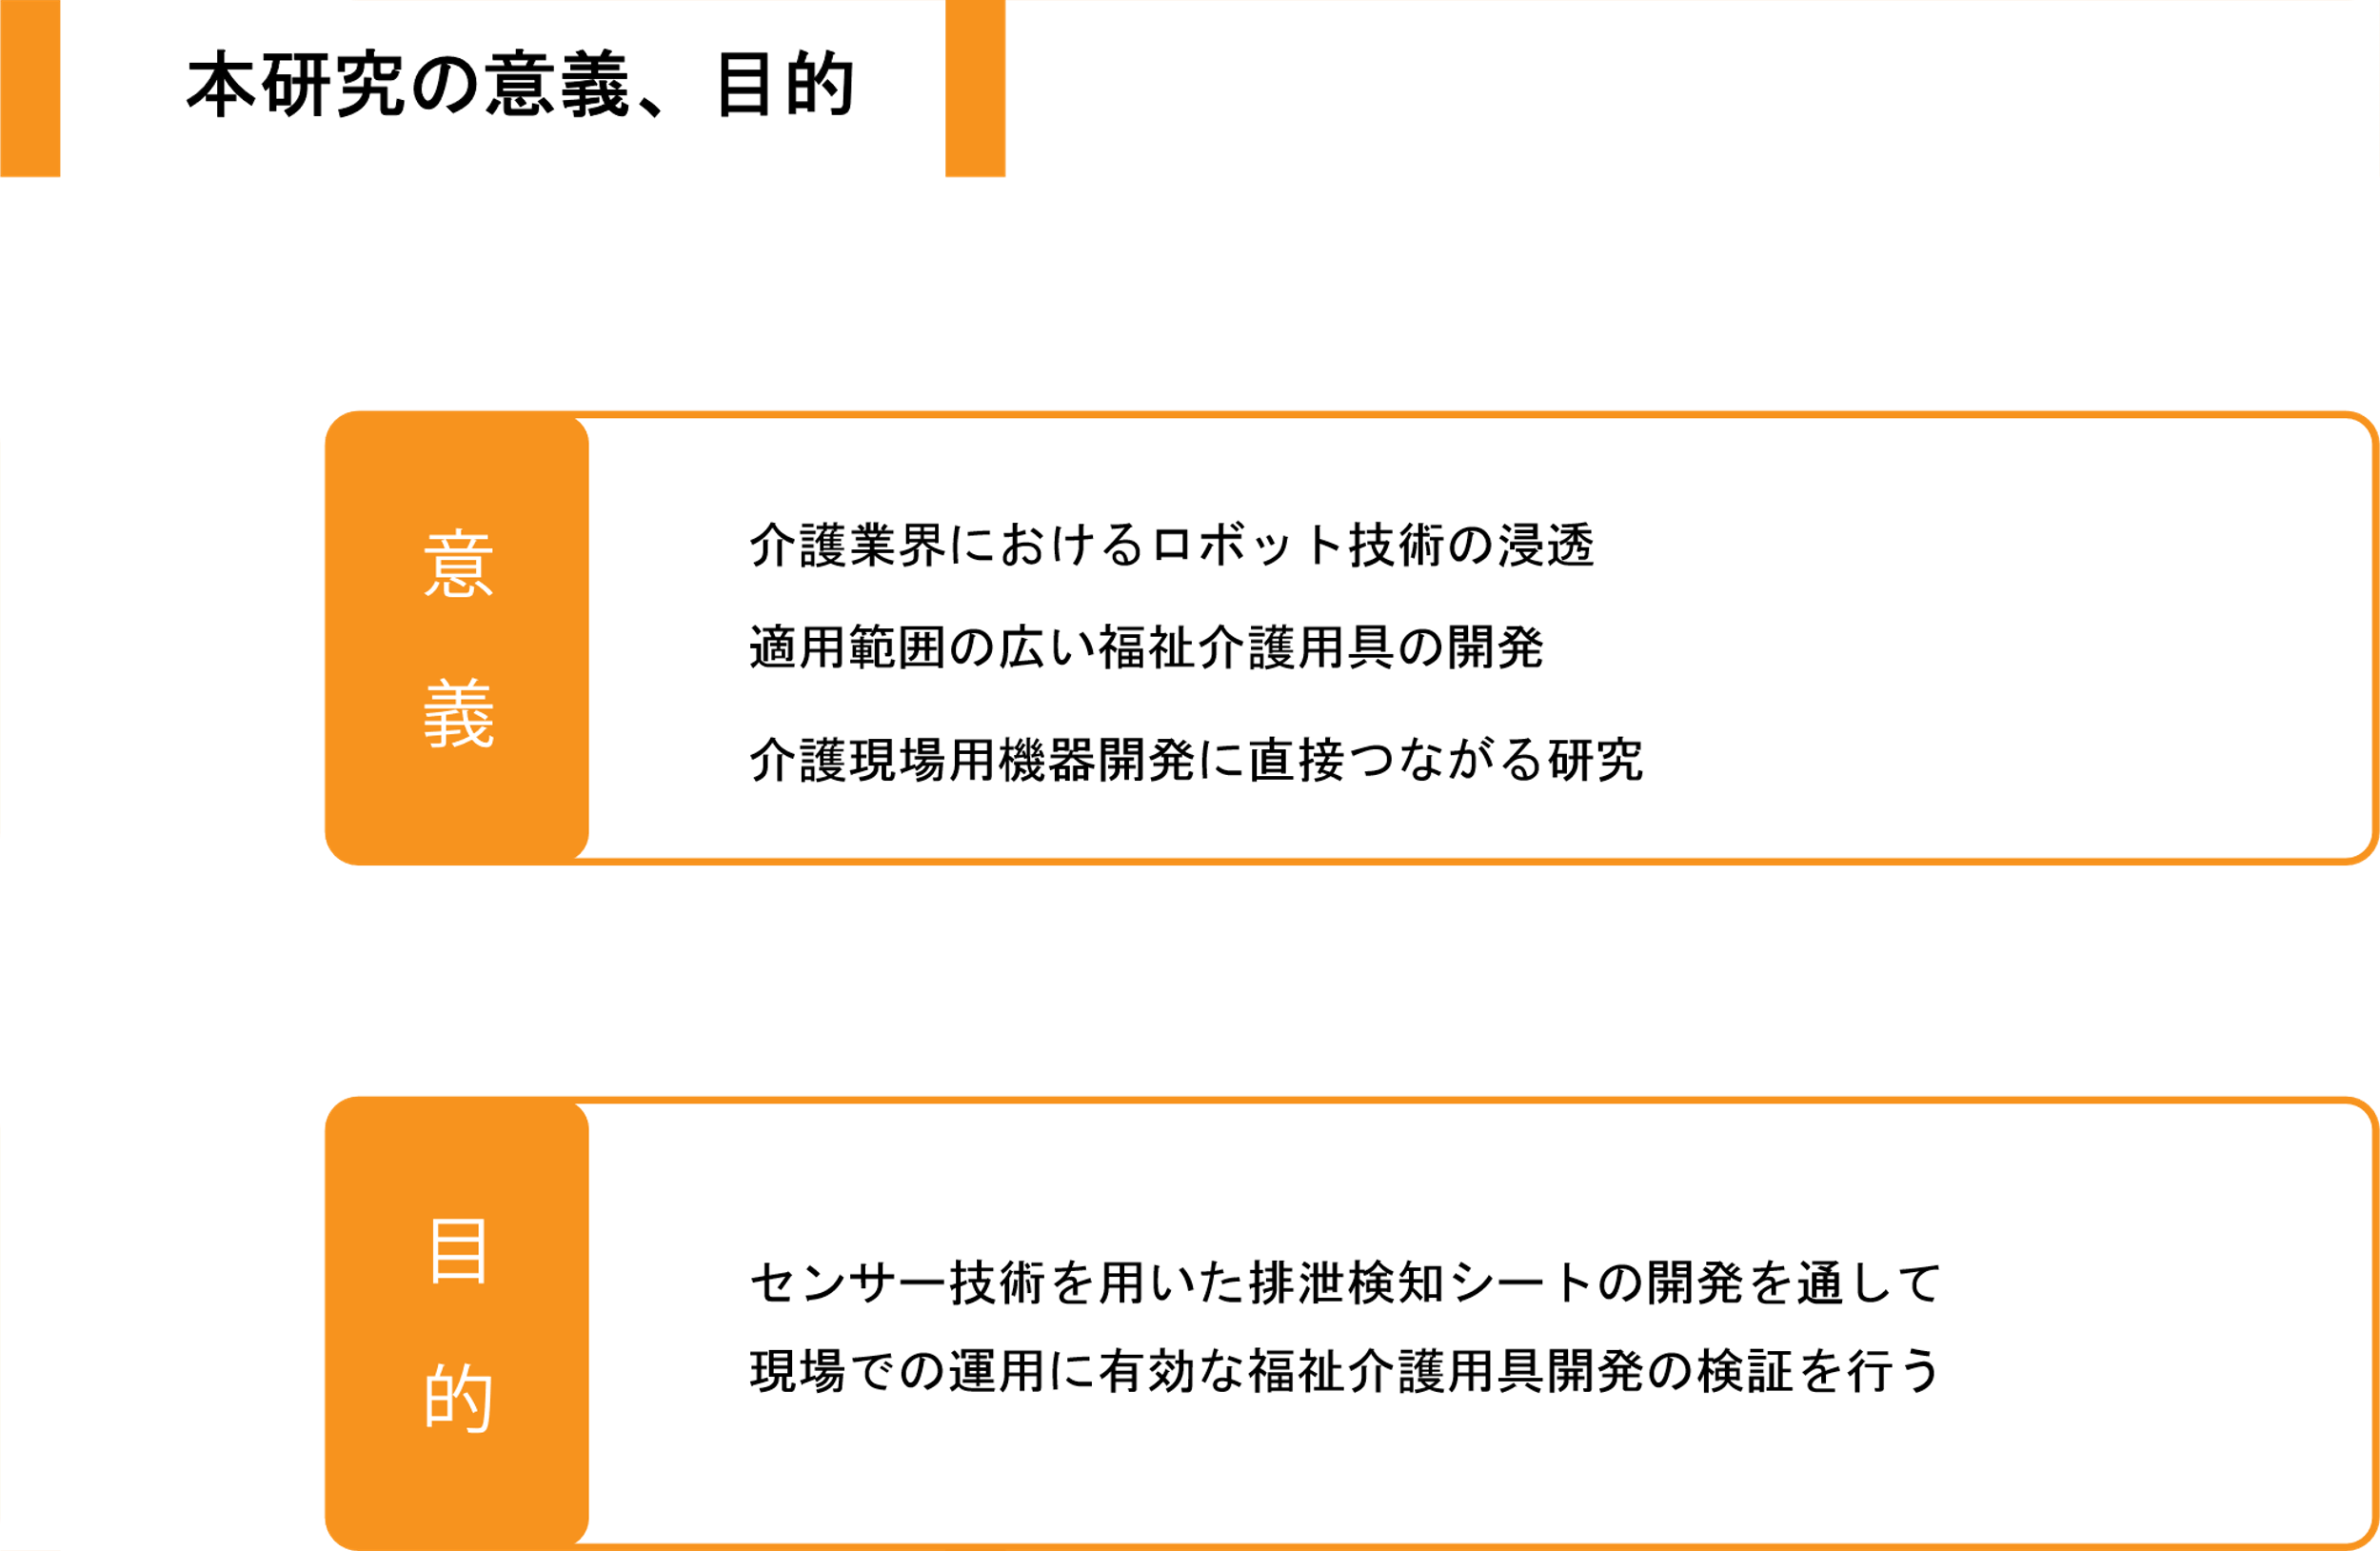 本研究の意義、目的
意義
介護業界におけるロボット技術の浸透
適用範囲の広い福祉介護用具の開発
介護現場用機器開発に直接つながる研究
目的
センサー技術を用いた排泄検知シートの開発を通して
現場での運用に有効な福祉介護用具開発の検証を行う